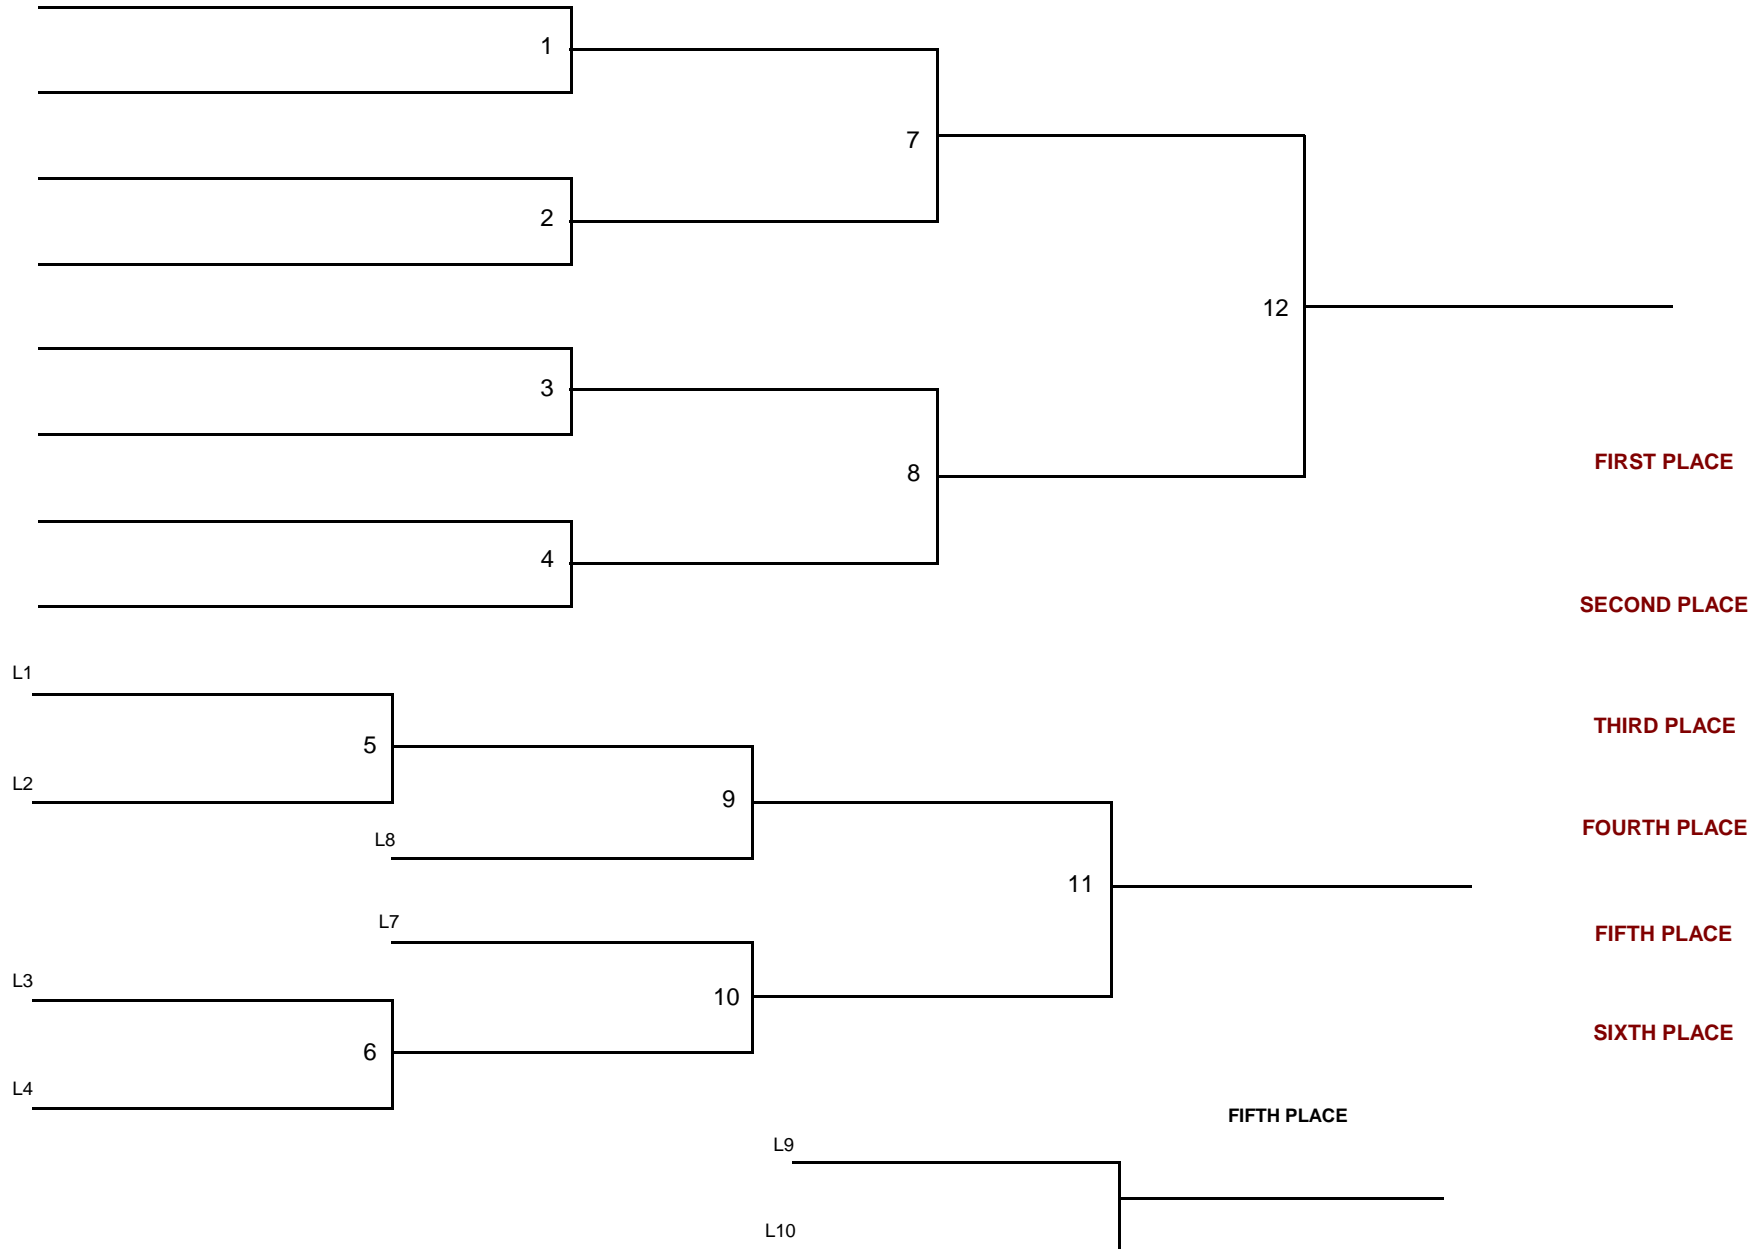 1
7
2
12
3
FIRST PLACE
8
4
SECOND PLACE
L1
THIRD PLACE
5
L2
9
FOURTH PLACE
L8
11
L7
FIFTH PLACE
L3
10
SIXTH PLACE
6
L4
FIFTH PLACE
L9
L10